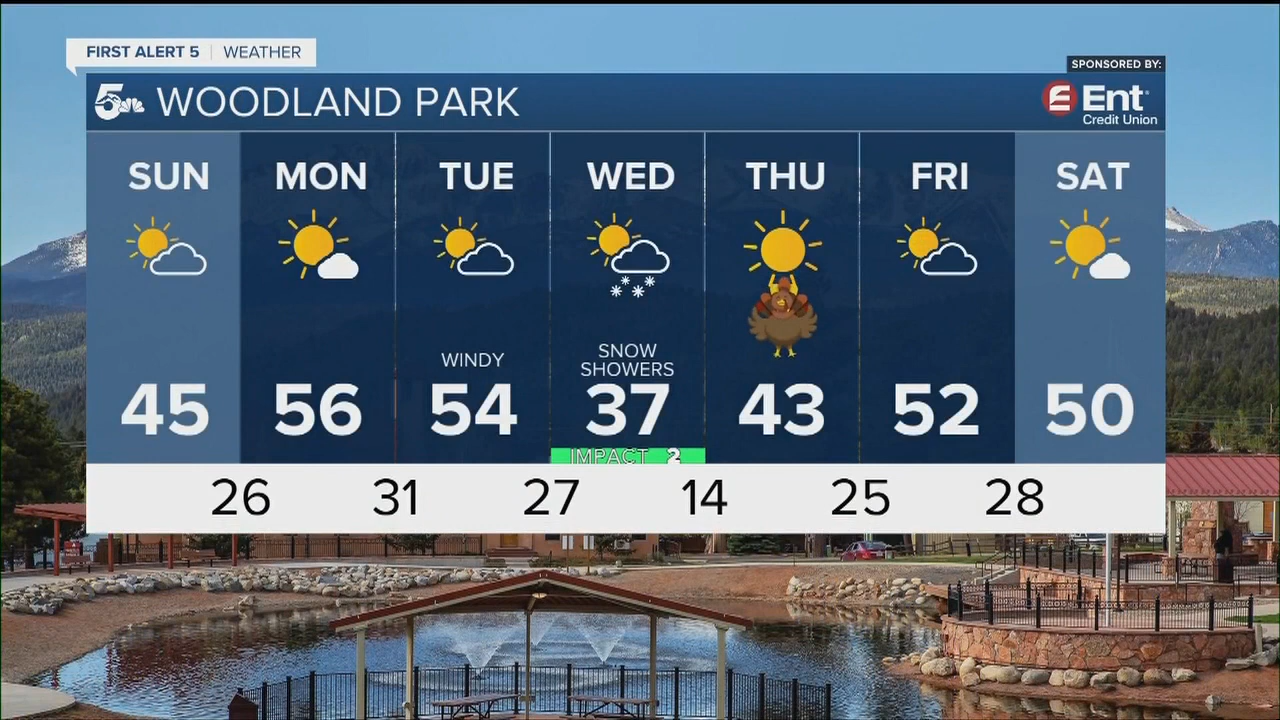 FIRST ALERT 5 | WEATHER
SPONSORED BY:
5 WOODLAND PARK
Ent
Credit Union
SUN MON TUE WED THU FRI SAT
WINDY
SNOW
SHOWERS
45 56 54 37 43 52 50
IMPACT 2
26 31 27 14 25 28